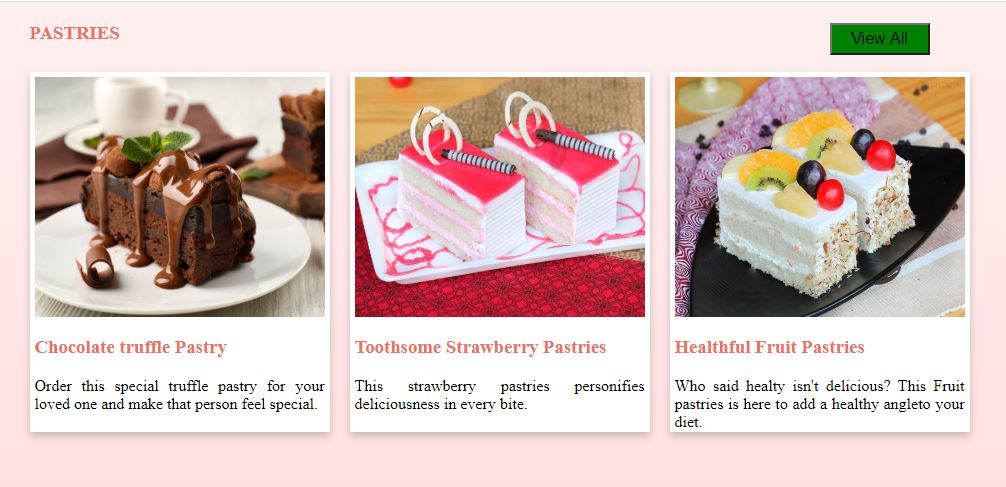 PASTRIES
View All
Chocolate truffle Pastry
Order this special truffle pastry for your
loved one and make that person feel special.
Toothsome Strawberry Pastries
This strawberry pastries personifies
deliciousness in every bite.
Healthful Fruit Pastries
Who said healty isn't delicious? This Fruit
pastries is here to add a healthy angleto your
diet.